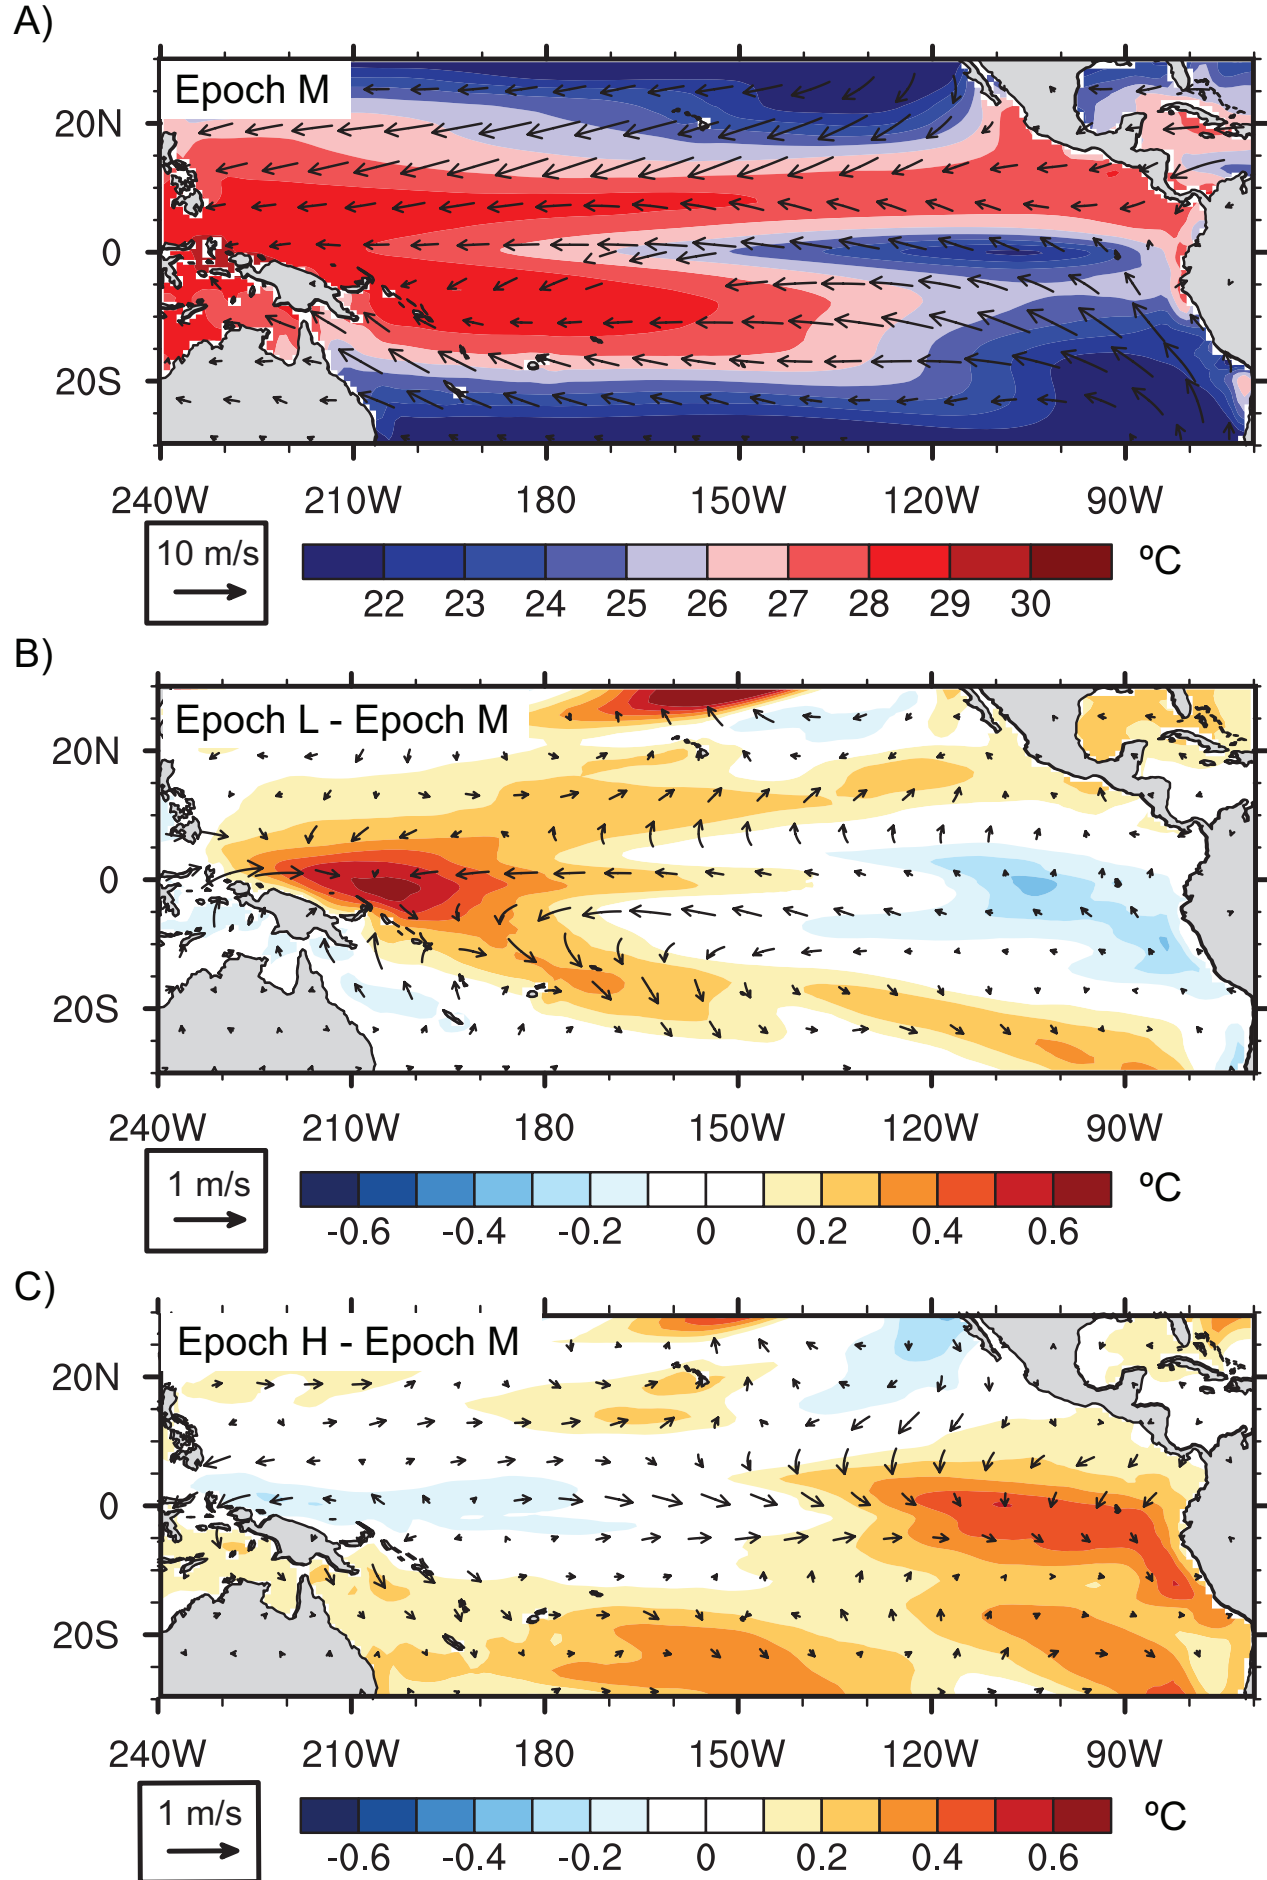 A)
Epoch M
20N
0
20S
240W 210W 180 150W 120W 90W
10 m/s
22 23 24 25 26 27 28 29 30
ºC
B)
Epoch L - Epoch M
20N
0
20S
240W 210W 180 150W 120W 90W
1 m/s
-0.6 -0.4 -0.2 0 0.2 0.4 0.6
ºC
C)
Epoch H - Epoch M
20N
0
20S
240W 210W 180 150W 120W 90W
1 m/s
-0.6 -0.4 -0.2 0 0.2 0.4 0.6
ºC